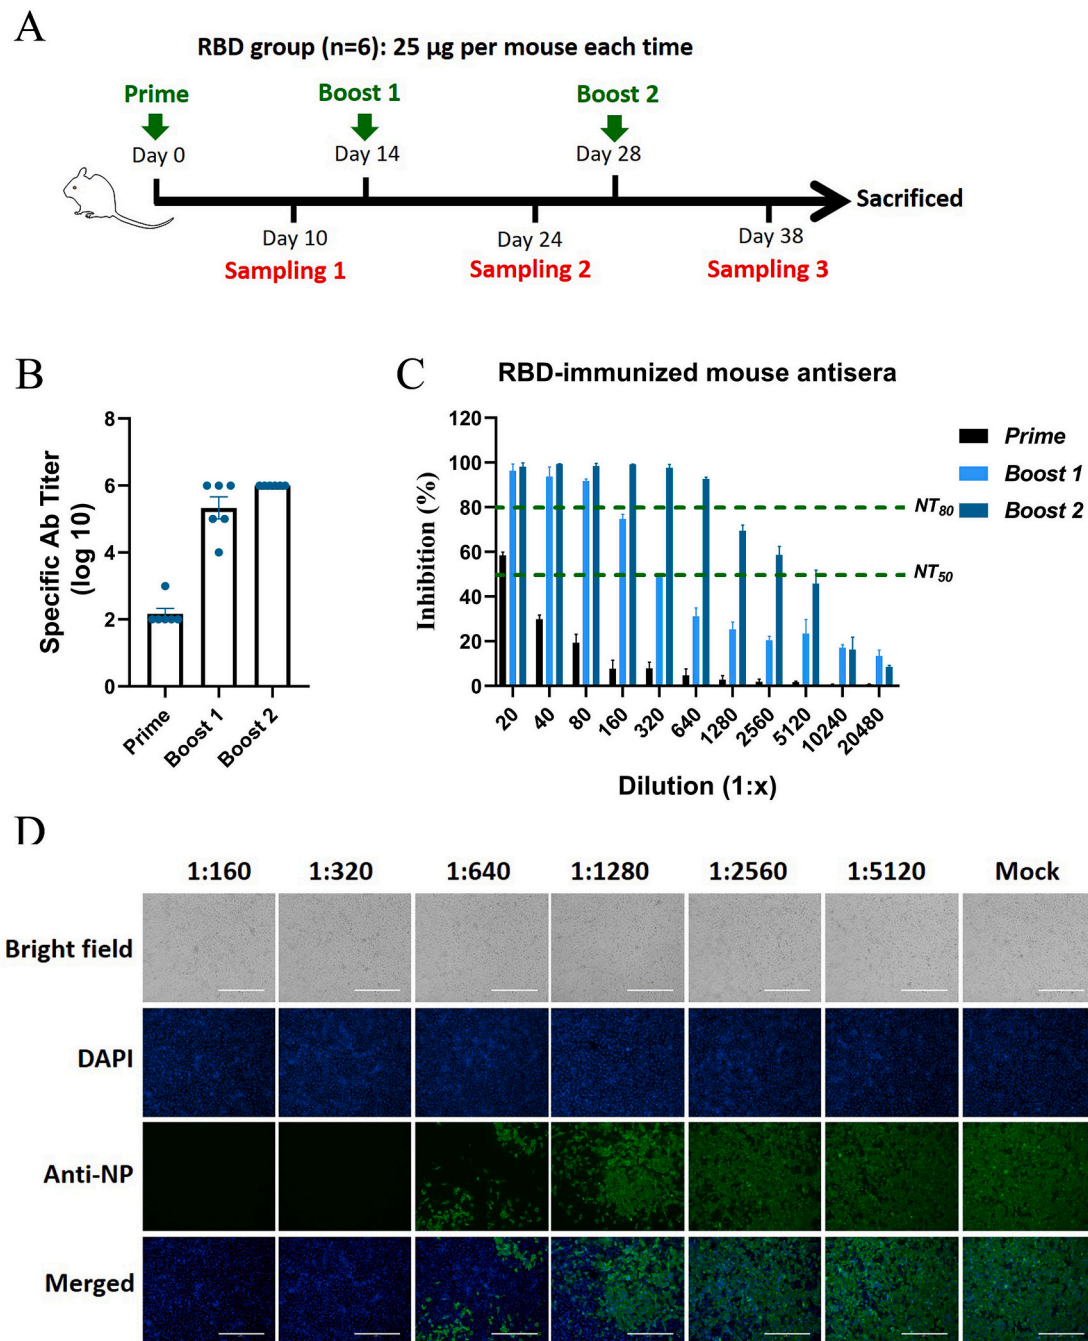 A
RBD group (n=6): 25 µg per mouse each time
Prime Boost 1 Boost 2
Day 0 Day 14 Day 28
Sacrificed
Day 10 Day 24 Day 38
Sampling 1 Sampling 2 Sampling 3
B
Specific Ab Titer
(log 10)
8
6
4
2
0
Prime Boost 1 Boost 2
C
RBD-immunized mouse antisera
Inhibition (%)
120
100
80
60
40
20
0
NT80
NT50
Prime
Boost 1
Boost 2
20 40 80 160 320 640 1280 2560 5120 10240 20480
Dilution (1:x)
D
1:160 1:320 1:640 1:1280 1:2560 1:5120 Mock
Bright field
DAPI
Anti-NP
Merged